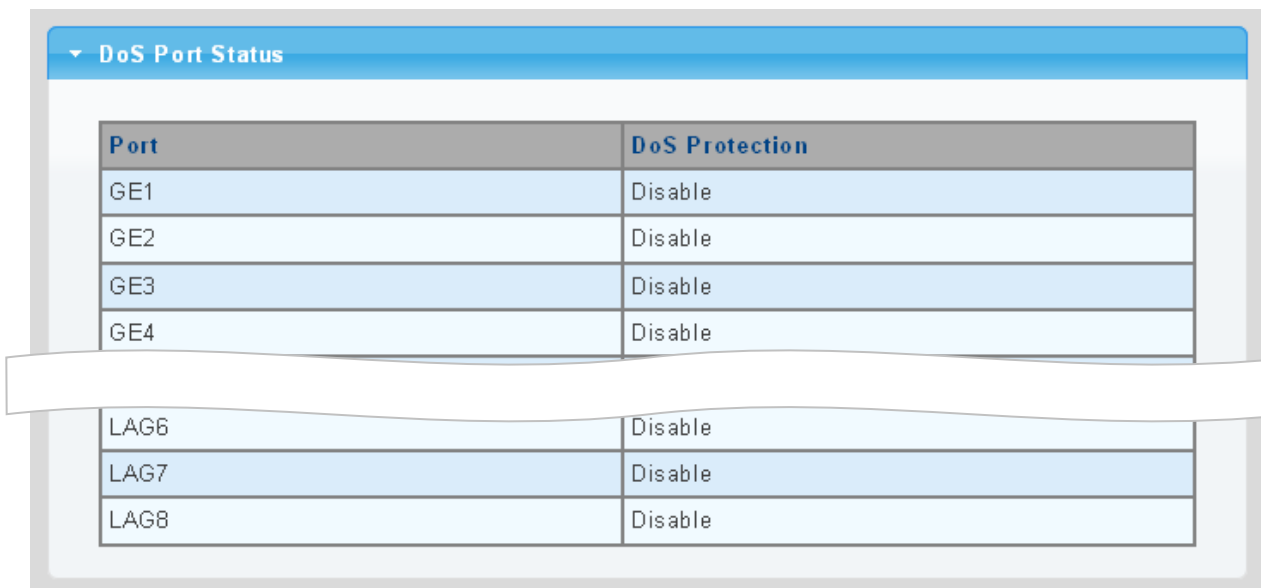 DoS Port Status
Port DoS Protection
GE1 Disable
GE2 Disable
GE3 Disable
GE4 Disable
LAG6 Disable
LAG7 Disable
LAG8 Disable